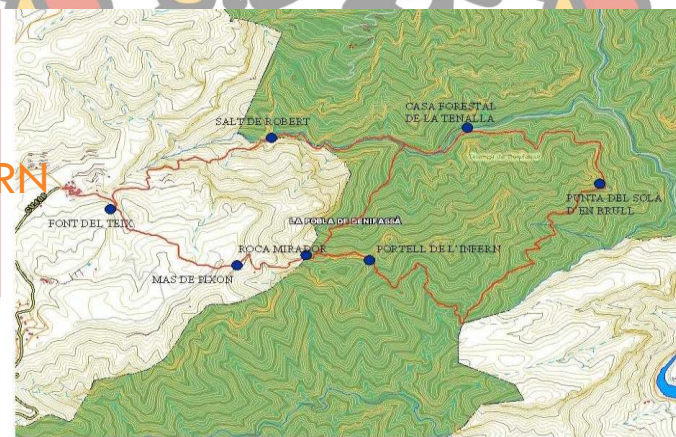 CASA FORESTAL
DE LA TENALLA
SALT DE ROBERT
RN
PUNTA DEL SOLA
D'EN BRULL
FONT DEL TEIX
LA POBLA DE BENIFASSÀ
ROCA MIRADOR
PORTELL DE L'INFERN
MAS DE PIXON